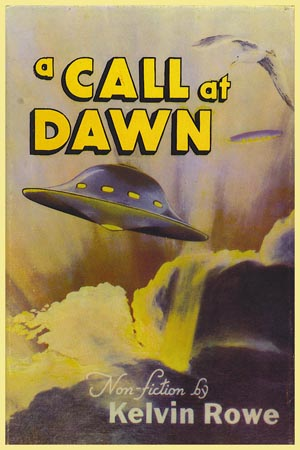 a
CALL at
DAWN
Non-fiction by
Kelvin Rowe